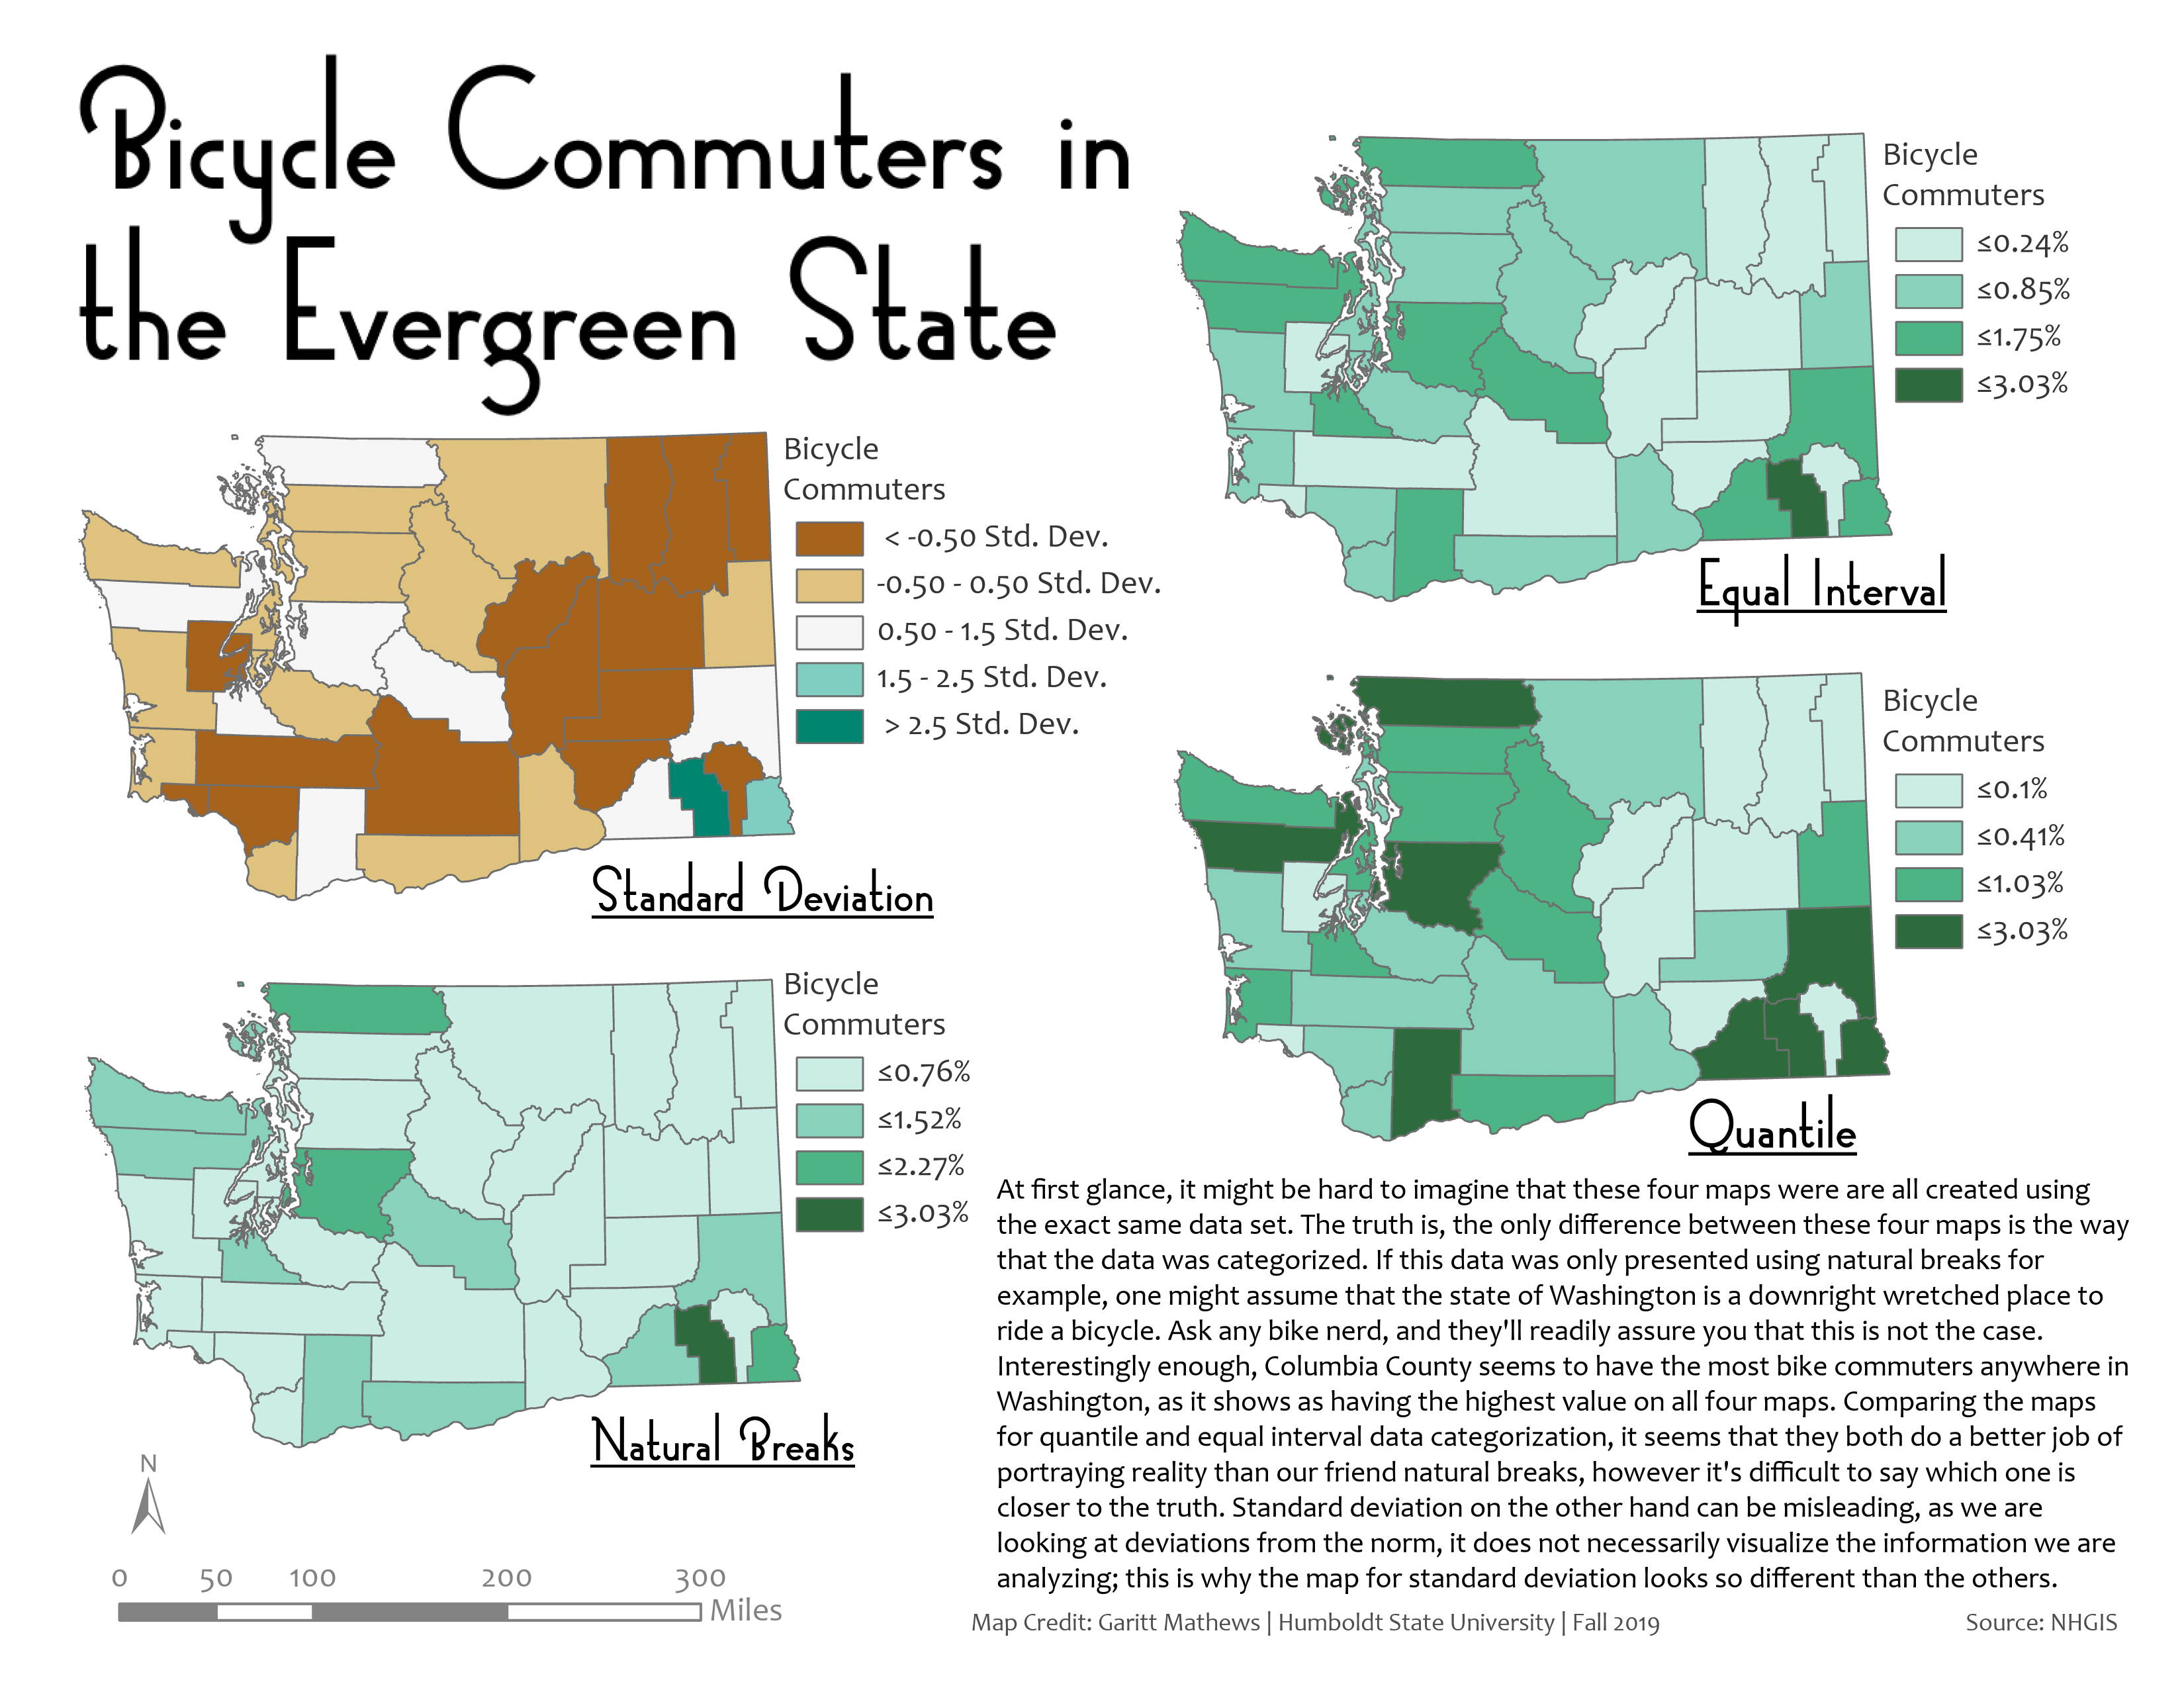 Bicycle Commuters in
the Evergreen State
Bicycle
Commuters
< -0.50 Std. Dev.
-0.50 - 0.50 Std. Dev.
0.50 - 1.5 Std. Dev.
1.5 - 2.5 Std. Dev.
> 2.5 Std. Dev.
Standard Deviation
Bicycle
Commuters
≤0.76%
≤1.52%
≤2.27%
≤3.03%
Natural Breaks
N
0 50 100 200 300
Miles
Bicycle
Commuters
≤0.24%
≤0.85%
≤1.75%
≤3.03%
Equal Interval
Bicycle
Commuters
≤0.1%
≤0.41%
≤1.03%
≤3.03%
Quantile
At first glance, it might be hard to imagine that these four maps were are all created using
the exact same data set. The truth is, the only difference between these four maps is the way
that the data was categorized. If this data was only presented using natural breaks for
example, one might assume that the state of Washington is a downright wretched place to
ride a bicycle. Ask any bike nerd, and they'll readily assure you that this is not the case.
Interestingly enough, Columbia County seems to have the most bike commuters anywhere in
Washington, as it shows as having the highest value on all four maps. Comparing the maps
for quantile and equal interval data categorization, it seems that they both do a better job of
portraying reality than our friend natural breaks, however it's difficult to say which one is
closer to the truth. Standard deviation on the other hand can be misleading, as we are
looking at deviations from the norm, it does not necessarily visualize the information we are
analyzing; this is why the map for standard deviation looks so different than the others.
Map Credit: Garitt Mathews | Humboldt State University | Fall 2019
Source: NHGIS